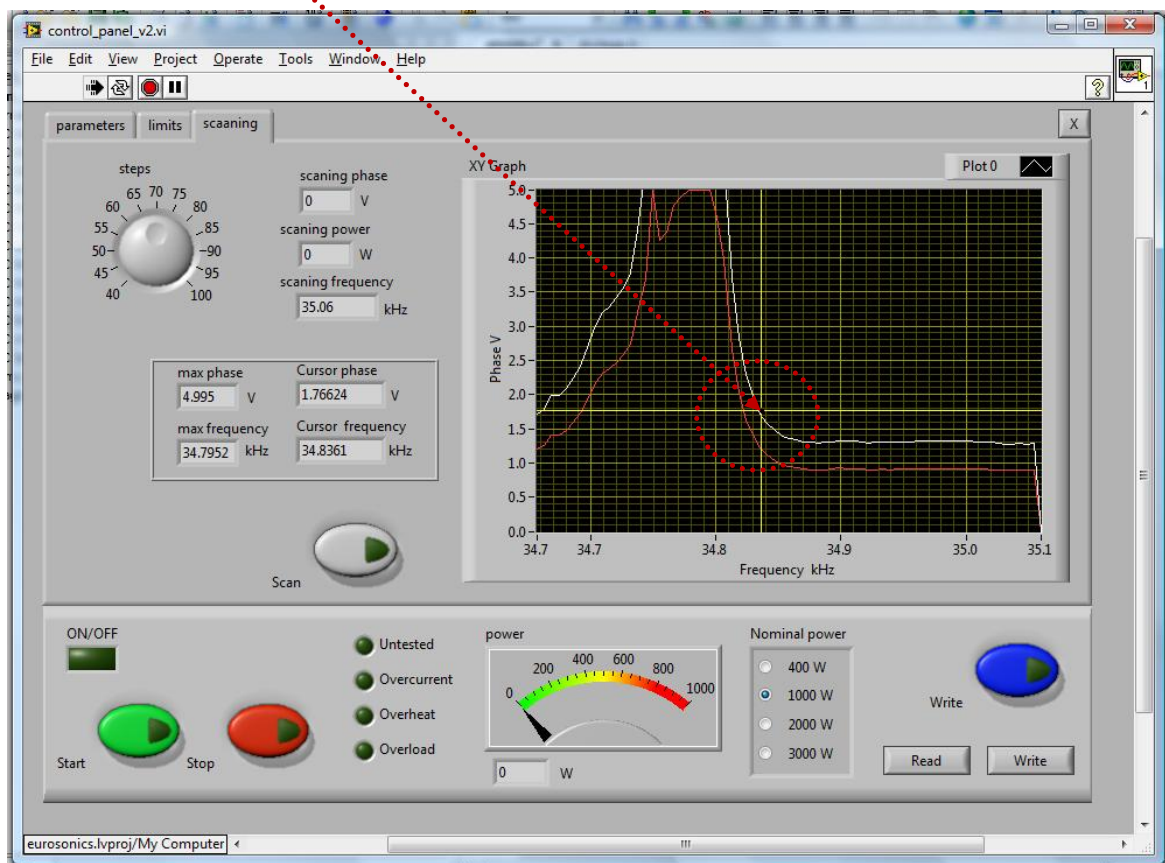 control_panel_v2.vi
File Edit View Project Operate Tools Window Help
1
parameters limits scaaning X
steps
40 45 50 55 60 65 70 75 80 85 90 95 100
scaning phase
0 V
scaning power
0 W
scaning frequency
35.06 kHz
max phase
4.995 V
Cursor phase
1.76624 V
max frequency
34.7952 kHz
Cursor frequency
34.8361 kHz
Scan
XY Graph
Plot 0
Phase V
5.0
4.5
4.0
3.5
3.0
2.5
2.0
1.5
1.0
0.5
0.0
34.7 34.7 34.8 34.9 35.0 35.1
Frequency kHz
ON/OFF
Start
Stop
Untested
Overcurrent
Overheat
Overload
power
0 200 400 600 800 1000
0 W
Nominal power
400 W
1000 W
2000 W
3000 W
Write
Read Write
eurosonics.lvproj/My Computer